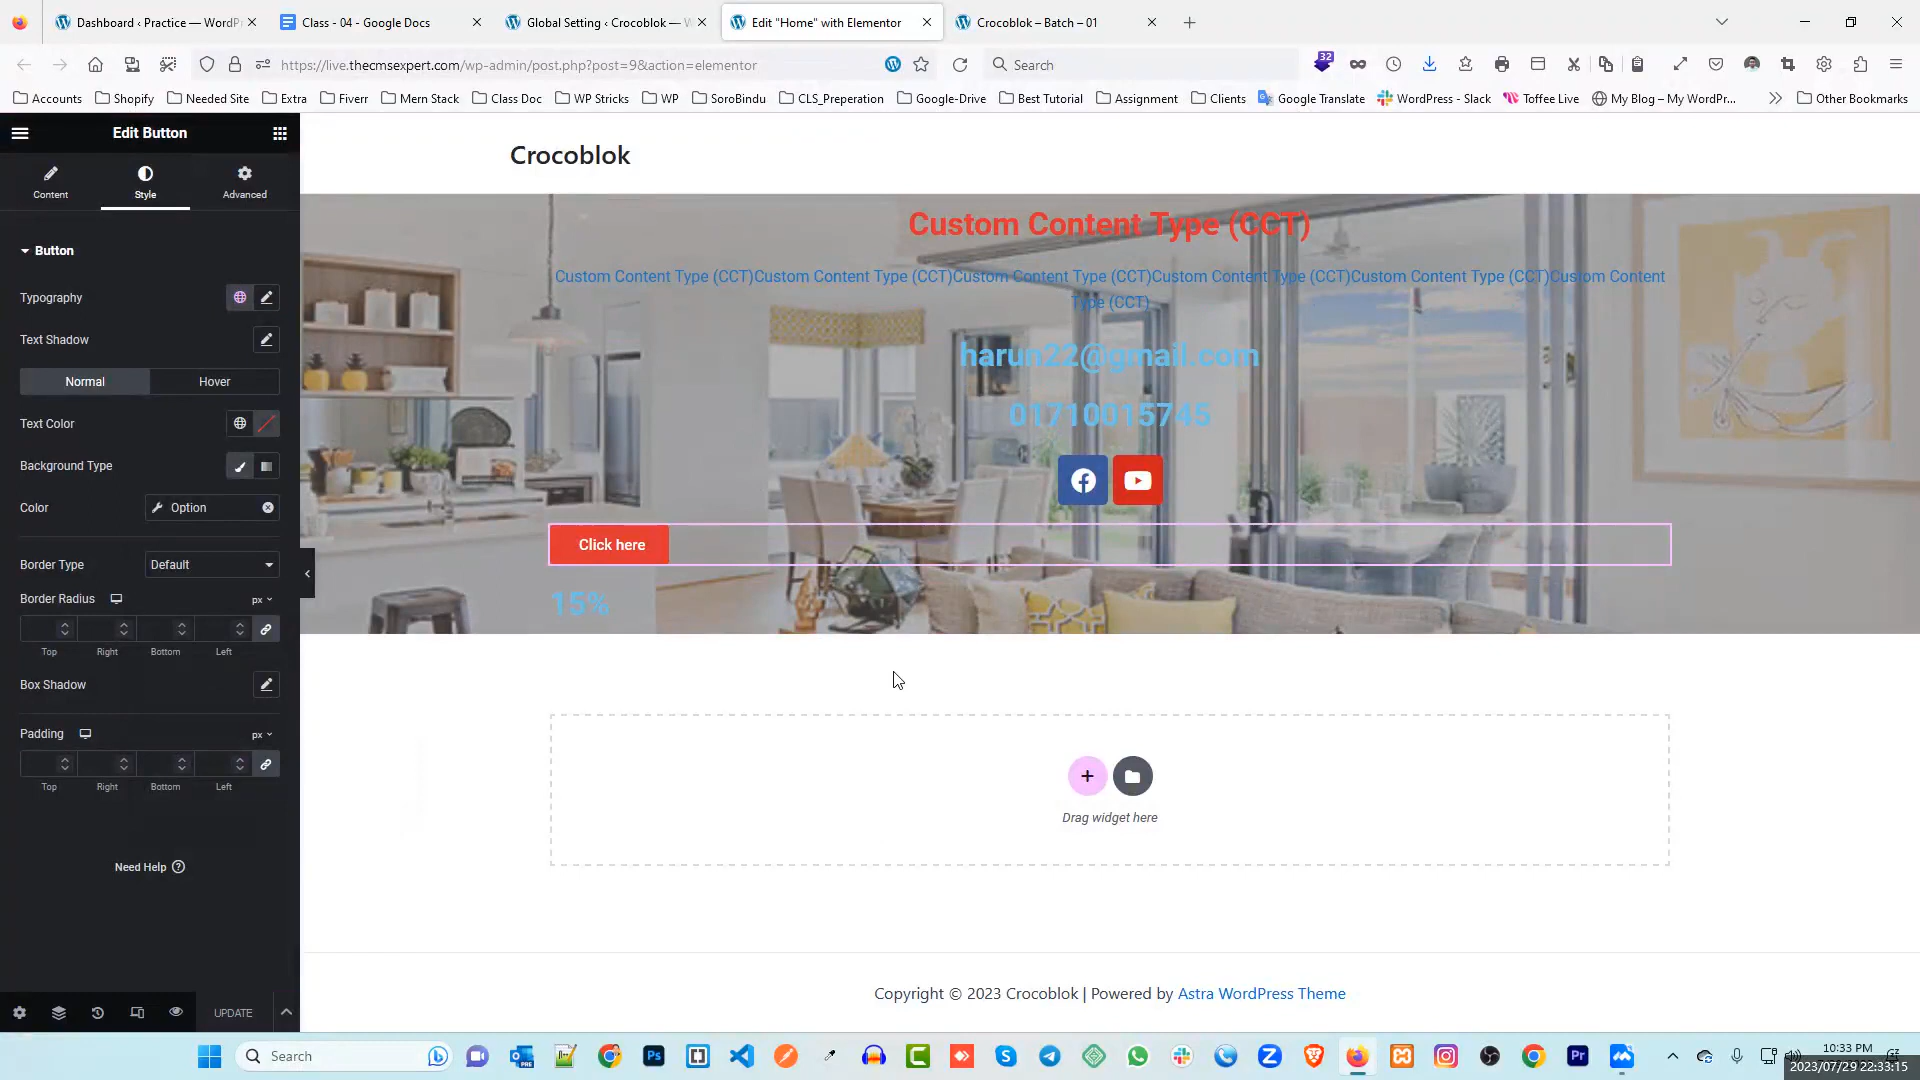 Dashboard ‹ Practice — WordPr
Class - 04 - Google Docs
Global Setting ‹ Crocoblok — W
Edit "Home" with Elementor
Crocoblok – Batch – 01
https://live.thecmsexpert.com/wp-admin/post.php?post=9&action=elementor
Search
32
Accounts
Shopify
Needed Site
Extra
Fiverr
Mern Stack
Class Doc
WP Stricks
WP
SoroBindu
CLS_Preperation
Google-Drive
Best Tutorial
Assignment
Clients
Google Translate
WordPress - Slack
Toffee Live
My Blog – My WordPr...
Other Bookmarks
Edit Button
Content
Style
Advanced
Button
Typography
Text Shadow
Normal
Hover
Text Color
Background Type
Color
Option
Border Type
Default
Border Radius
px
Top
Right
Bottom
Left
Box Shadow
Padding
px
Top
Right
Bottom
Left
Need Help
UPDATE
Crocoblok
Custom Content Type (CCT)
Custom Content Type (CCT)Custom Content Type (CCT)Custom Content Type (CCT)Custom Content Type (CCT)Custom Content Type (CCT)Custom Content
Type (CCT)
harun22@gmail.com
01710015745
Click here
15%
Drag widget here
Copyright © 2023 Crocoblok | Powered by Astra WordPress Theme
Search
10:33 PM
2023/07/29 22:33:15